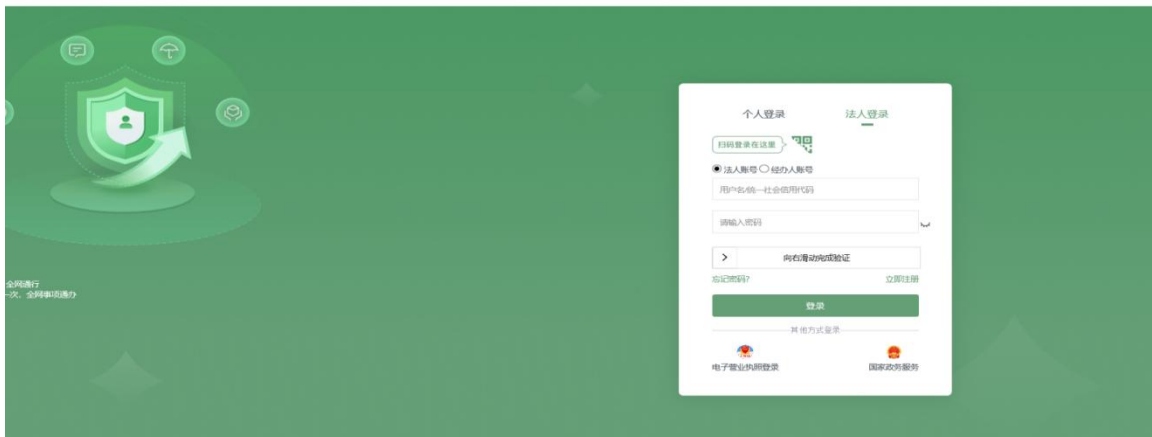 个人登录
法人登录
扫码登录在这里
法人账号 经办人账号
用户名/统一社会信用代码
请输入密码
向右滑动完成验证
忘记密码?
立即注册
登录
其他方式登录
电子营业执照登录
国家政务服务
全网通行
一次，全网事项通办